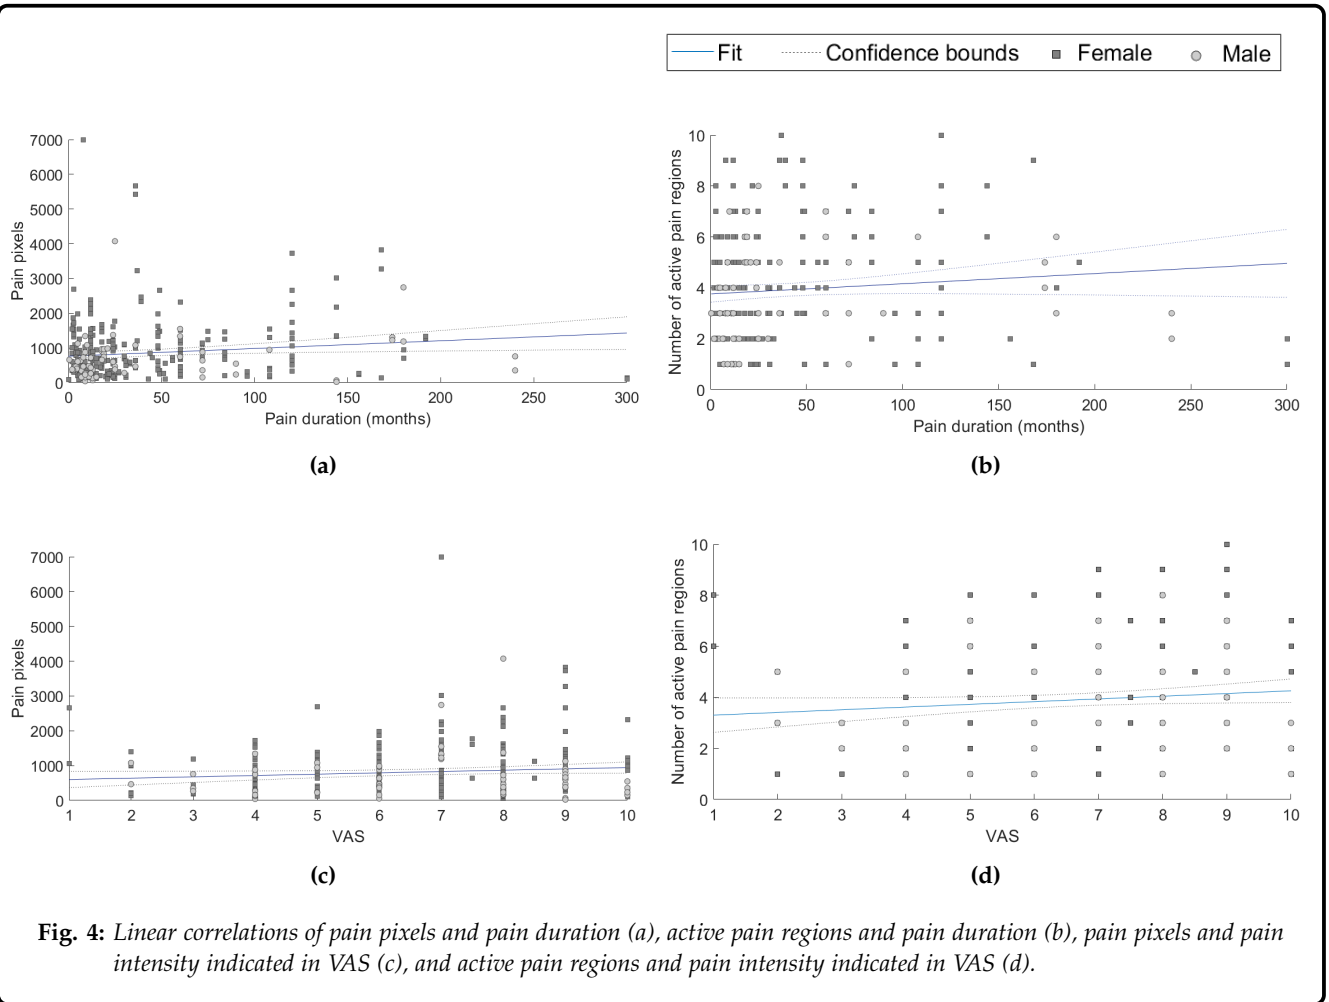 Fit Confidence bounds Female Male
7000
6000
5000
4000
3000
2000
1000
0
Pain pixels
0 50 100 150 200 250 300
Pain duration (months)
(a)
10
8
6
4
2
0
Number of active pain regions
0 50 100 150 200 250 300
Pain duration (months)
(b)
7000
6000
5000
4000
3000
2000
1000
0
Pain pixels
1 2 3 4 5 6 7 8 9 10
VAS
(c)
10
8
6
4
2
0
Number of active pain regions
1 2 3 4 5 6 7 8 9 10
VAS
(d)
Fig. 4: Linear correlations of pain pixels and pain duration (a), active pain regions and pain duration (b), pain pixels and pain
intensity indicated in VAS (c), and active pain regions and pain intensity indicated in VAS (d).